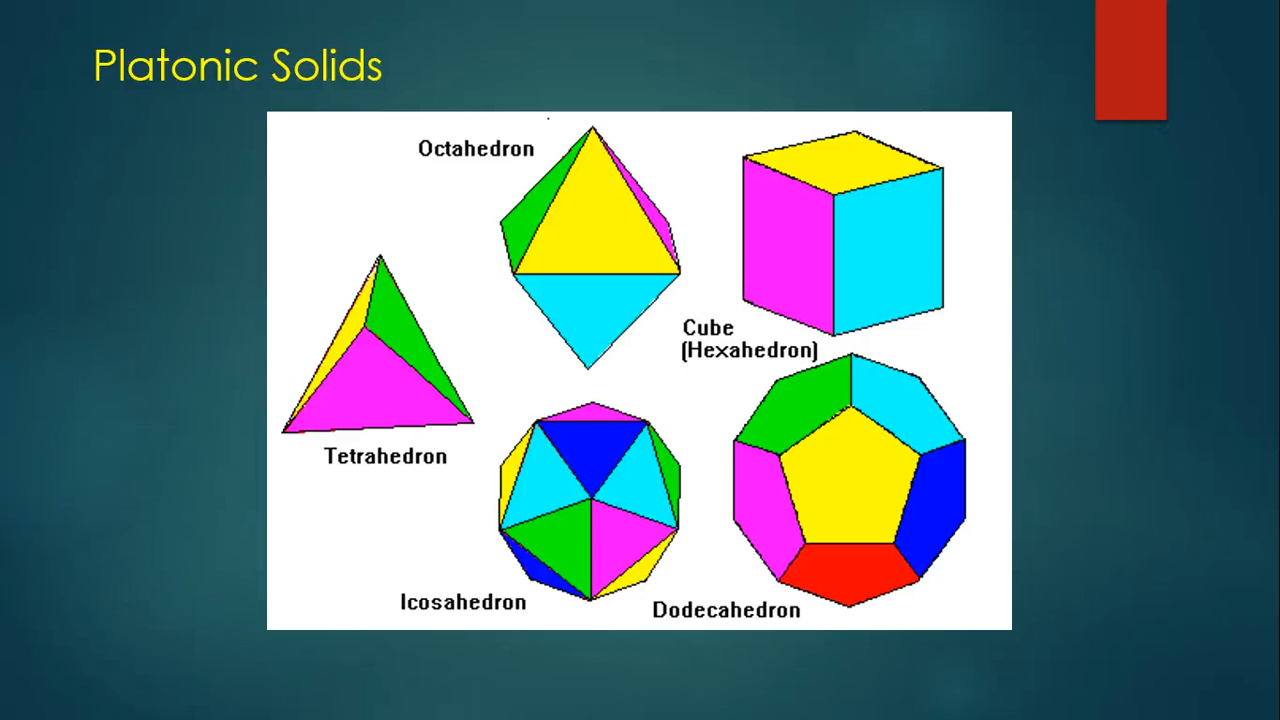 Platonic Solids
Octahedron
Cube
(Hexahedron)
Tetrahedron
Icosahedron
Dodecahedron